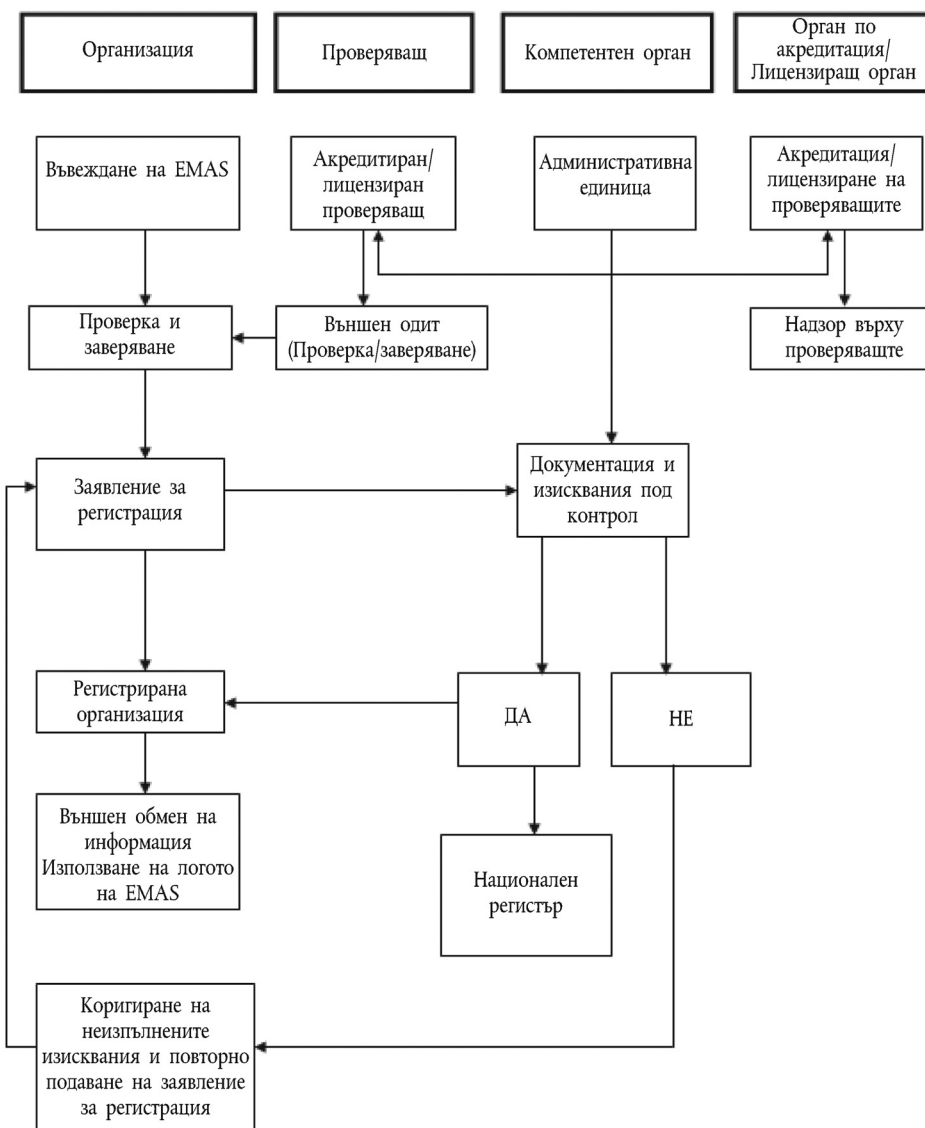 Организация
Проверяващ
Компетентен орган
Орган по
акредитация/
Лицензиращ орган
Въвеждане на EMAS
Акредитиран/
лицензиран
проверяващ
Административна
единица
Акредитация/
лицензиране на
проверяващите
Проверка и
заверяване
Външен одит
(Проверка/заверяване)
Надзор върху
проверяващте
Заявление за
регистрация
Документация и
изисквания под
контрол
Регистрирана
организация
ДА
НЕ
Външен обмен на
информация
Използване на логото
на EMAS
Национален
регистър
Коригиране на
неизпълнените
изисквания и повторно
подаване на заявление
за регистрация